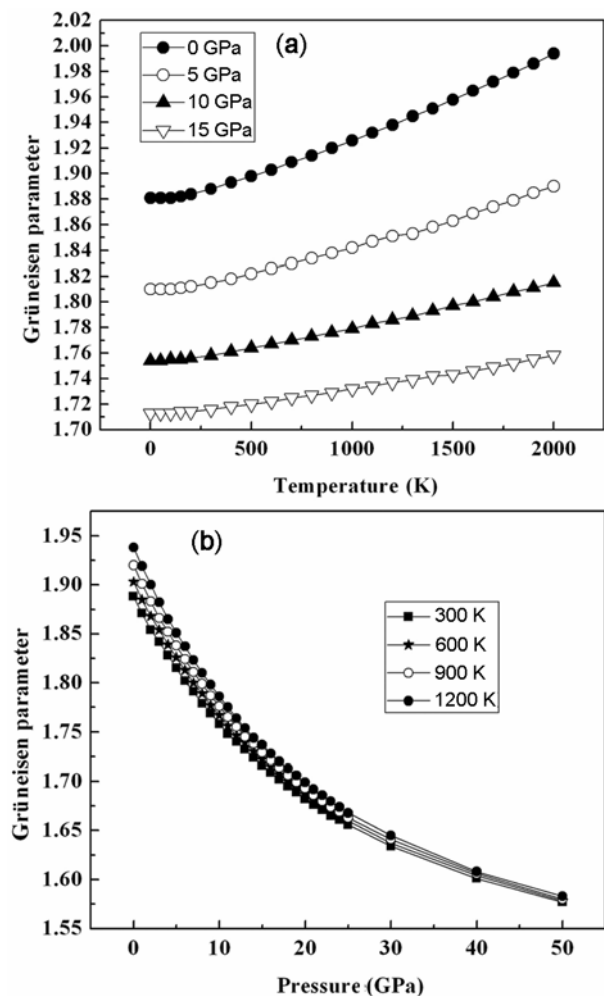 2.02
2.00
1.98
1.96
1.94
1.92
1.90
1.88
1.86
1.84
1.82
1.80
1.78
1.76
1.74
1.72
1.70
Grüneisen parameter
0 GPa
5 GPa
10 GPa
15 GPa
(a)
0 500 1000 1500 2000
Temperature (K)
1.95
1.90
1.85
1.80
1.75
1.70
1.65
1.60
1.55
Grüneisen parameter
(b)
300 K
600 K
900 K
1200 K
0 10 20 30 40 50
Pressure (GPa)